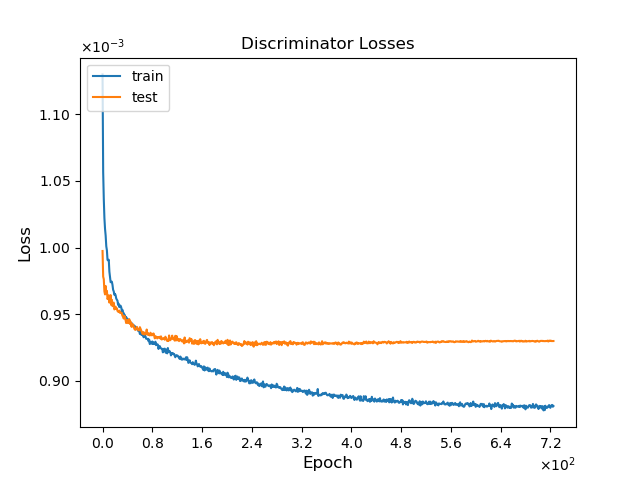 Discriminator Losses
×10⁻³
train
test
1.10
1.05
1.00
0.95
0.90
Loss
0.0 0.8 1.6 2.4 3.2 4.0 4.8 5.6 6.4 7.2
Epoch
×10²